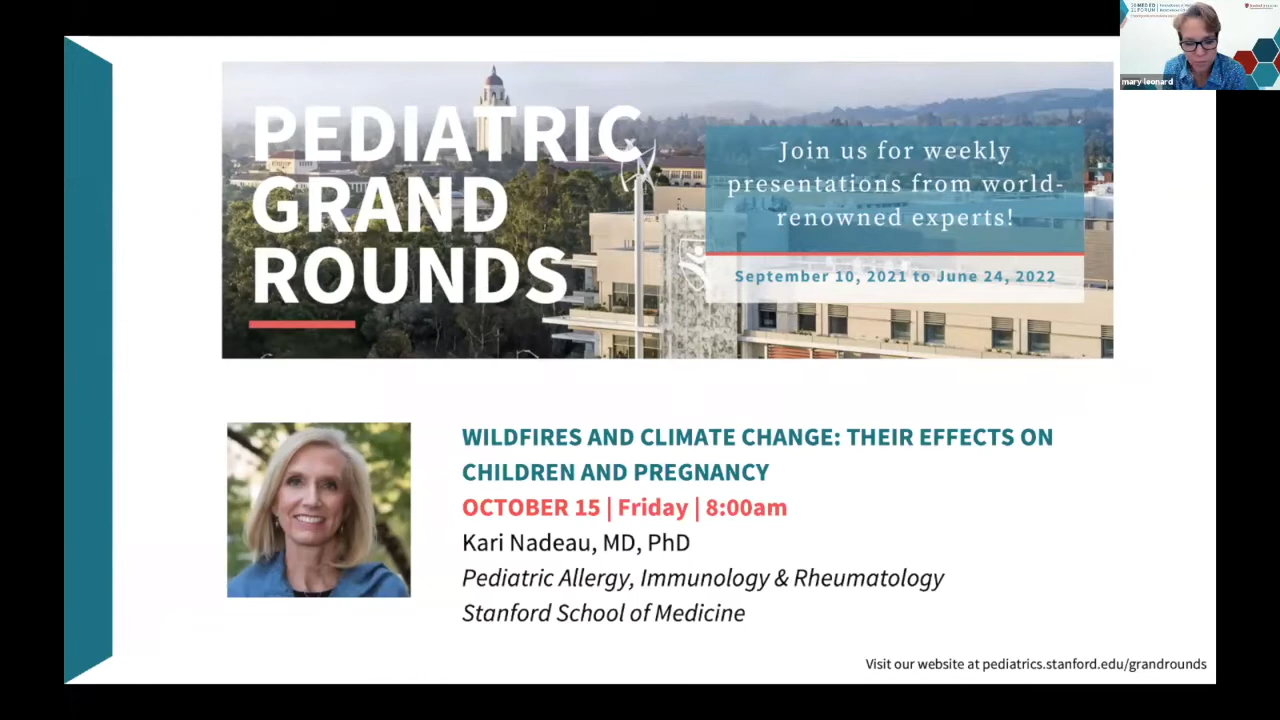 PEDIATRIC
GRAND
ROUNDS
Join us for weekly
presentations from world-
renowned experts!
September 10, 2021 to June 24, 2022
mary leonard
WILDFIRES AND CLIMATE CHANGE: THEIR EFFECTS ON
CHILDREN AND PREGNANCY
OCTOBER 15 | Friday | 8:00am
Kari Nadeau, MD, PhD
Pediatric Allergy, Immunology & Rheumatology
Stanford School of Medicine
Visit our website at pediatrics.stanford.edu/grandrounds